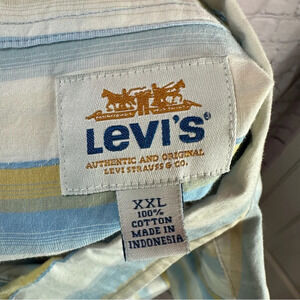 Levi's®
AUTHENTIC AND ORIGINAL
LEVI STRAUSS & CO.
XXL
100%
COTTON
MADE IN
INDONESIA